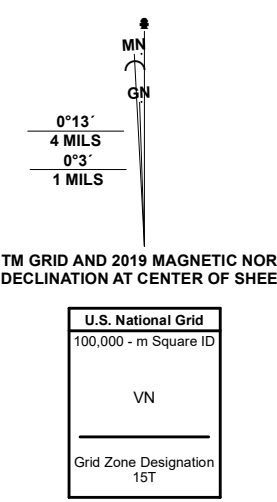 MN
GN
0°13´
4 MILS
0°3´
1 MILS
TM GRID AND 2019 MAGNETIC NOR
DECLINATION AT CENTER OF SHEE
U.S. National Grid
100,000 - m Square ID
VN
Grid Zone Designation
15T